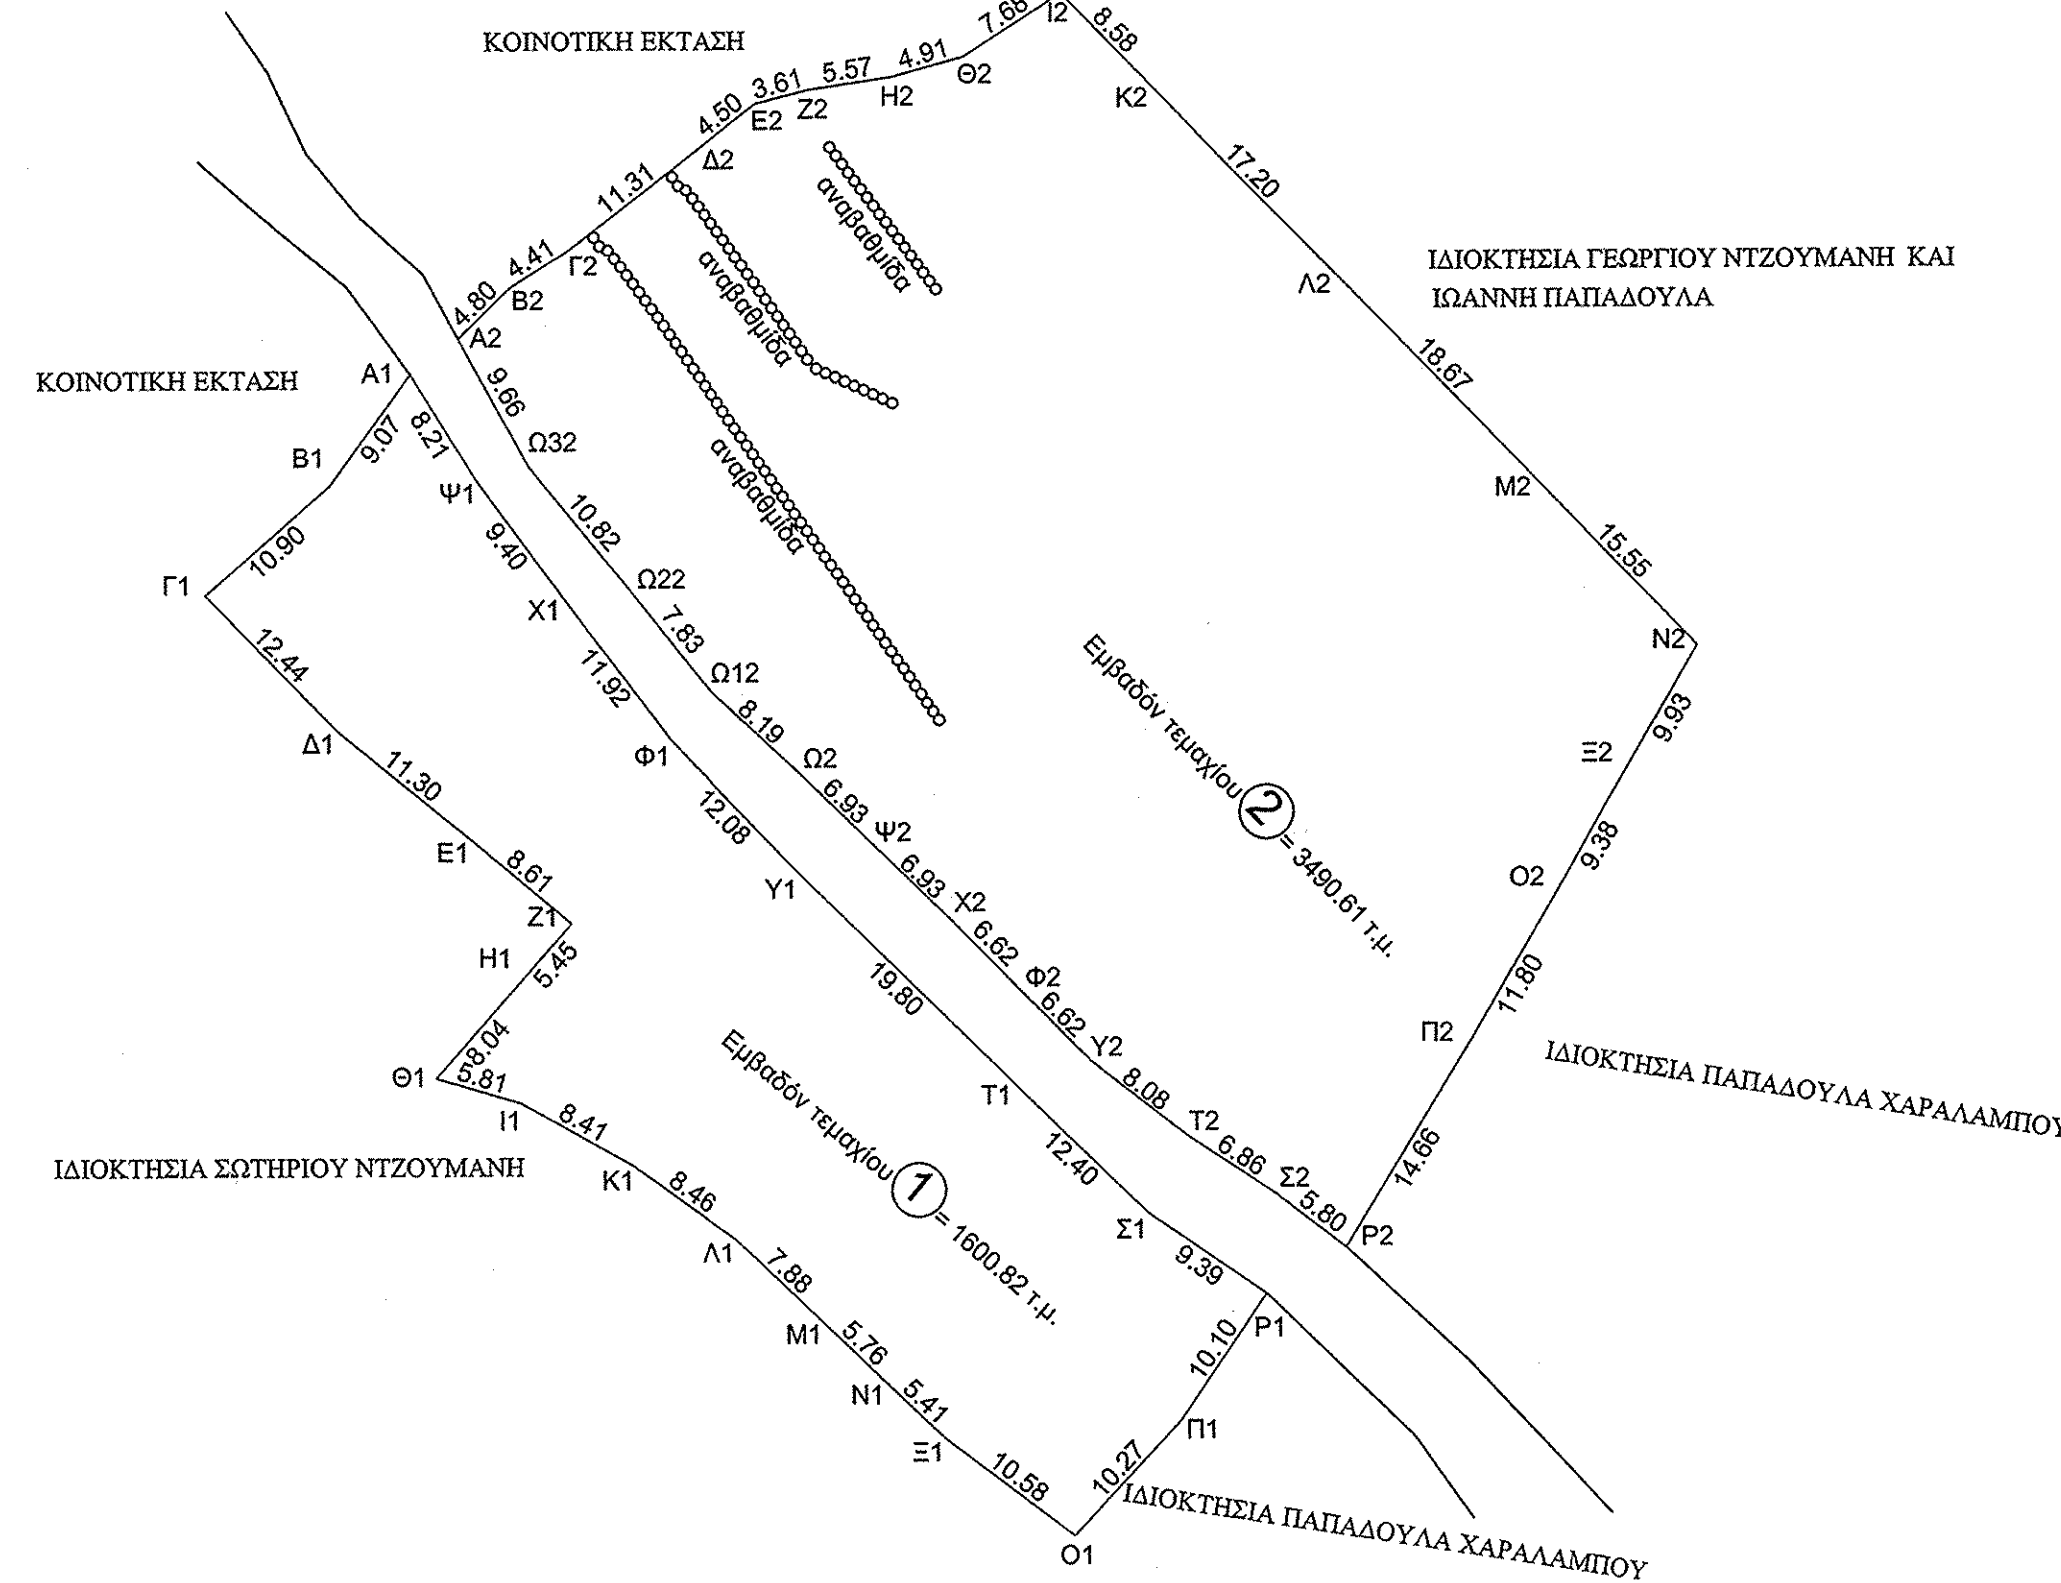 7.68
Ι2
8.58
ΚΟΙΝΟΤΙΚΗ ΕΚΤΑΣΗ
4.91
Θ2
5.57
Η2
3.61
Ζ2
Ε2
Κ2
4.50
Δ2
17.20
11.31
αναβαθμίδα
4.41
Γ2
αναβαθμίδα
ΙΔΙΟΚΤΗΣΙΑ ΓΕΩΡΓΙΟΥ ΝΤΖΟΥΜΑΝΗ ΚΑΙ
ΙΩΑΝΝΗ ΠΑΠΑΔΟΥΛΑ
Λ2
4.80
Β2
Α2
18.67
ΚΟΙΝΟΤΙΚΗ ΕΚΤΑΣΗ
Α1
9.66
9.07
8.21
Ω32
Β1
Ψ1
αναβαθμίδα
Μ2
10.82
9.40
10.90
15.55
Γ1
Χ1
Ω22
7.83
Ν2
12.44
11.92
Ω12
Εμβαδόν τεμαχίου 2 = 3490.61 τ.μ.
9.93
8.19
Δ1
Φ1
Ω2
Ξ2
11.30
12.08
6.93
Ψ2
9.38
Ε1
8.61
Υ1
6.93
Χ2
Ο2
Ζ1
6.62
Η1
5.45
19.80
Φ2
11.80
6.62
Π2
8.04
Υ2
ΙΔΙΟΚΤΗΣΙΑ ΠΑΠΑΔΟΥΛΑ ΧΑΡΑΛΑΜΠΟΥ
Θ1
5.81
Εμβαδόν τεμαχίου 1 = 1600.82 τ.μ.
Τ1
8.08
Ι1
8.41
Τ2
6.86
14.66
12.40
ΙΔΙΟΚΤΗΣΙΑ ΣΩΤΗΡΙΟΥ ΝΤΖΟΥΜΑΝΗ
Κ1
8.46
Σ2
5.80
Σ1
Ρ2
Λ1
7.88
9.39
Μ1
5.76
Ρ1
10.10
Ν1
5.41
Π1
Ξ1
10.58
10.27
ΙΔΙΟΚΤΗΣΙΑ ΠΑΠΑΔΟΥΛΑ ΧΑΡΑΛΑΜΠΟΥ
Ο1